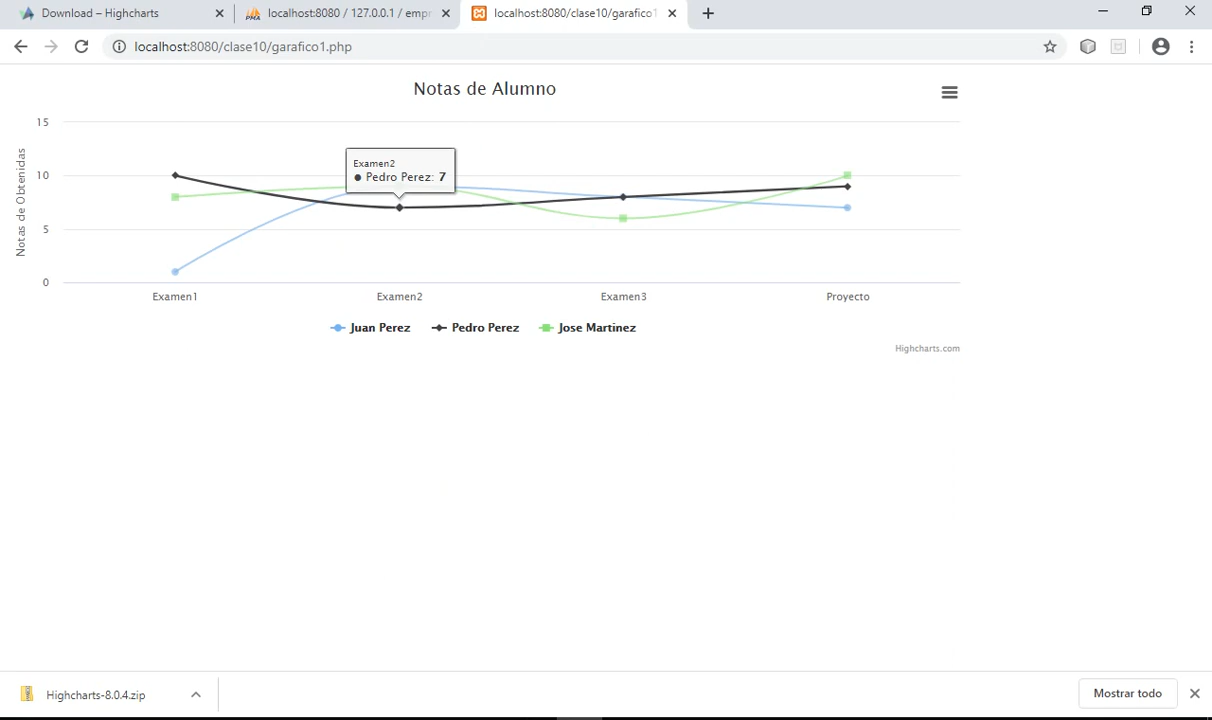 Download – Highcharts
localhost:8080 / 127.0.0.1 / empr
localhost:8080/clase10/garafico1
localhost:8080/clase10/garafico1.php
Notas de Alumno
Notas de Obtenidas
15
10
5
0
Examen2
Pedro Perez: 7
Examen1
Examen2
Examen3
Proyecto
Juan Perez
Pedro Perez
Jose Martinez
Highcharts.com
Highcharts-8.0.4.zip
Mostrar todo